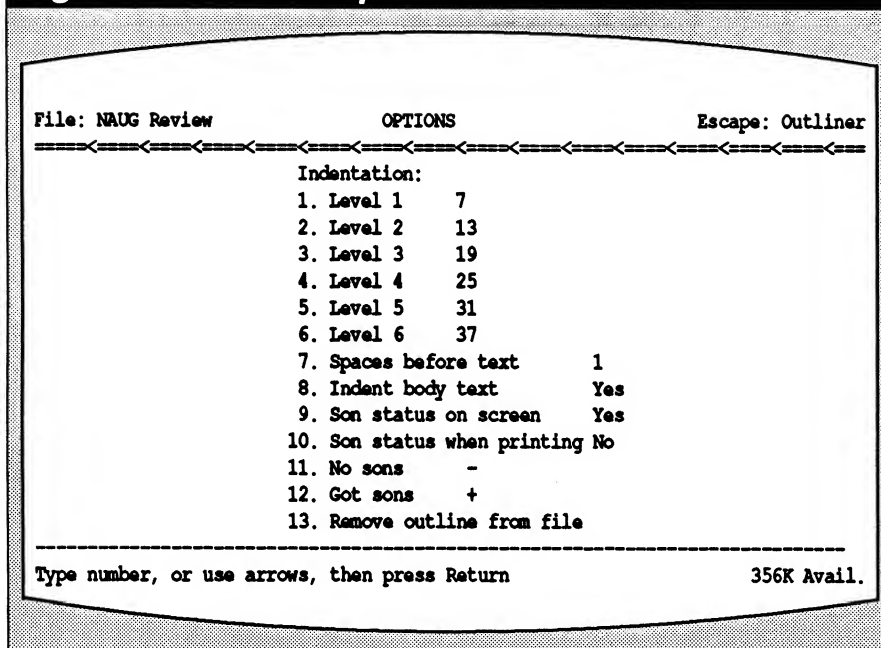 File: NAUG Review OPTIONS Escape: Outliner
=====<====<====<====<====<====<====<====<====<====<====<====<====<====<===
Indentation:
1. Level 1 7
2. Level 2 13
3. Level 3 19
4. Level 4 25
5. Level 5 31
6. Level 6 37
7. Spaces before text 1
8. Indent body text Yes
9. Son status on screen Yes
10. Son status when printing No
11. No sons -
12. Got sons +
13. Remove outline from file
--------------------------------------------------------------------------------
Type number, or use arrows, then press Return 356K Avail.